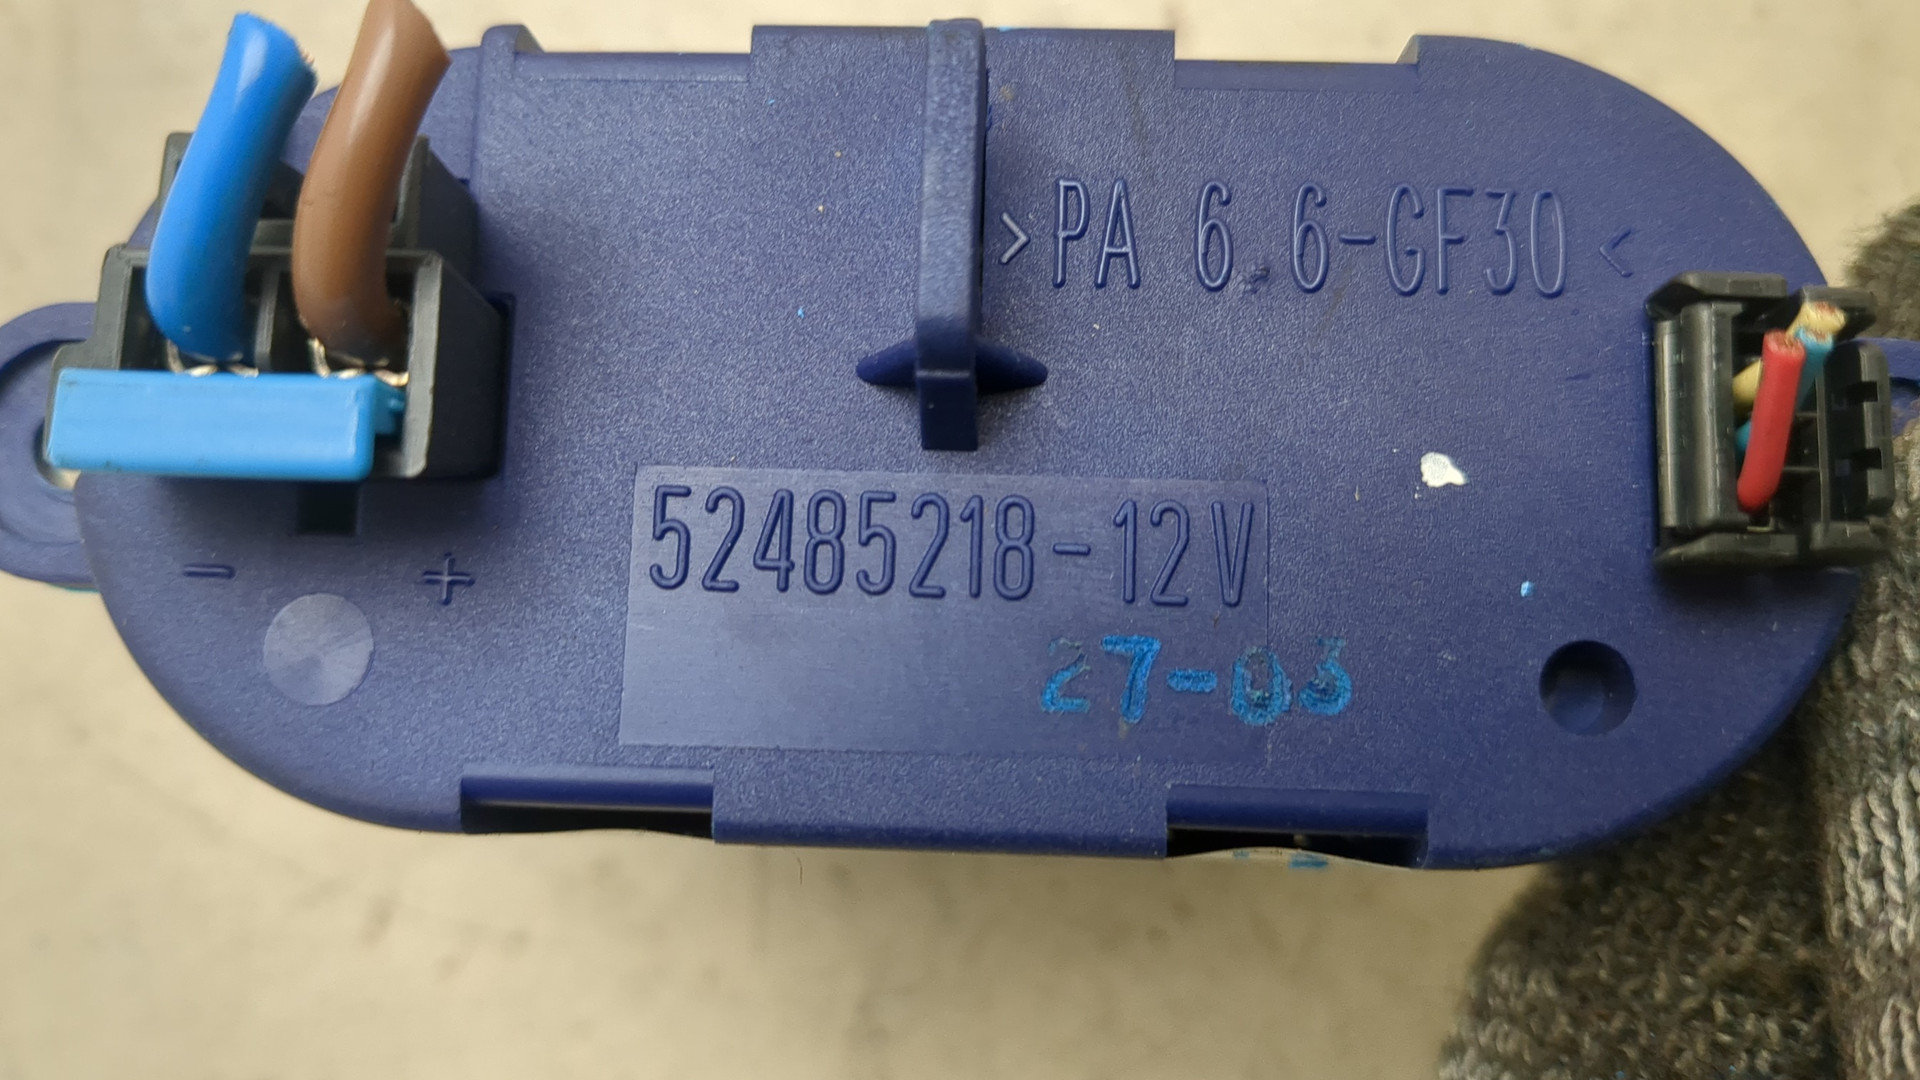 >PA 6.6-GF30<
52485218-12V
27-03
- +